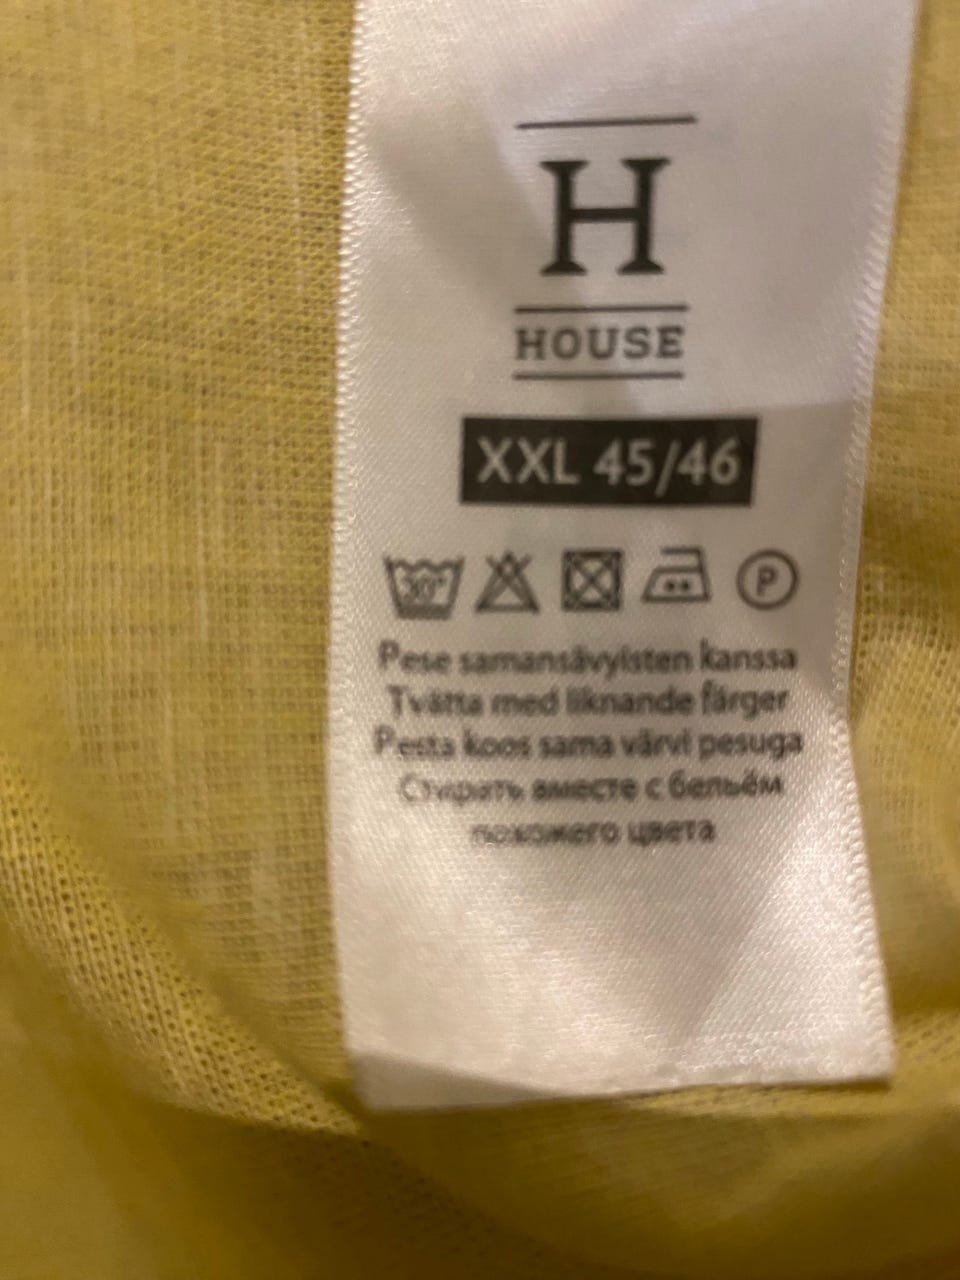 H
HOUSE
XXL 45/46
30°
P
Pese samansävyisten kanssa
Tvätta med liknande färger
Pesta koos sama värvi pesuga
Стирать вместе с бельём
похожего цвета